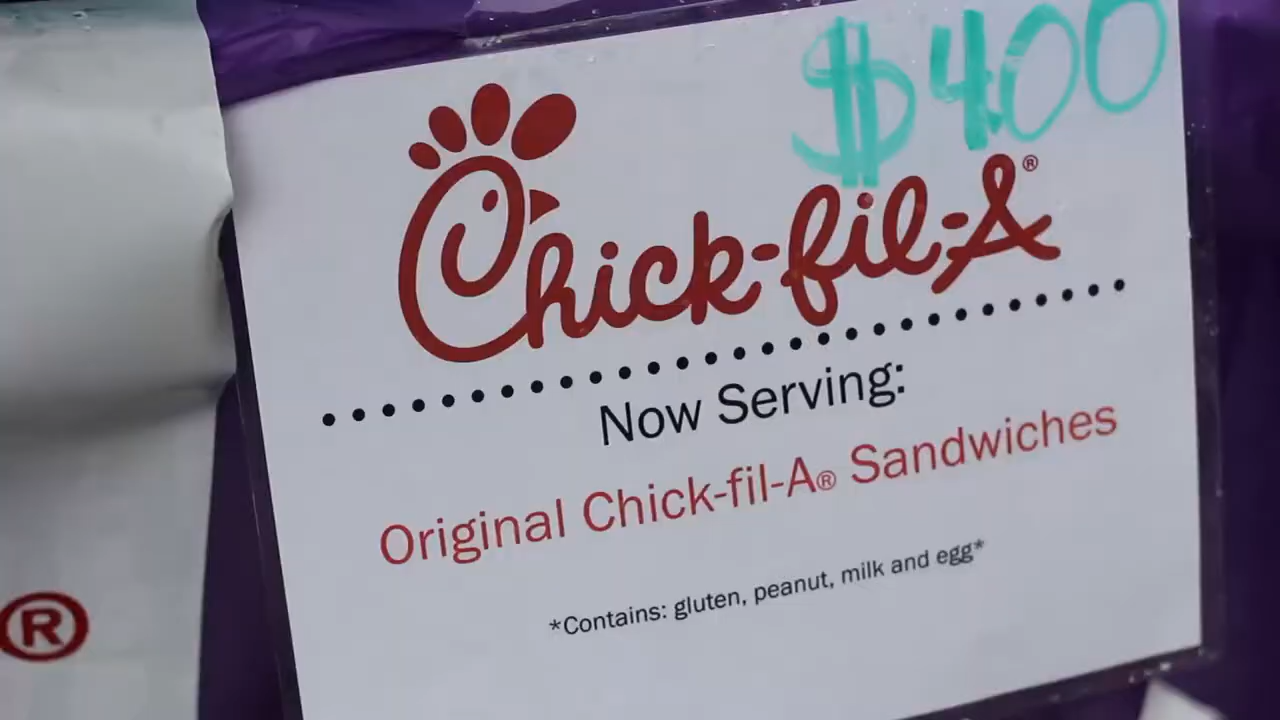 $400
Chick-fil-A®
Now Serving:
Original Chick-fil-A® Sandwiches
*Contains: gluten, peanut, milk and egg*
®